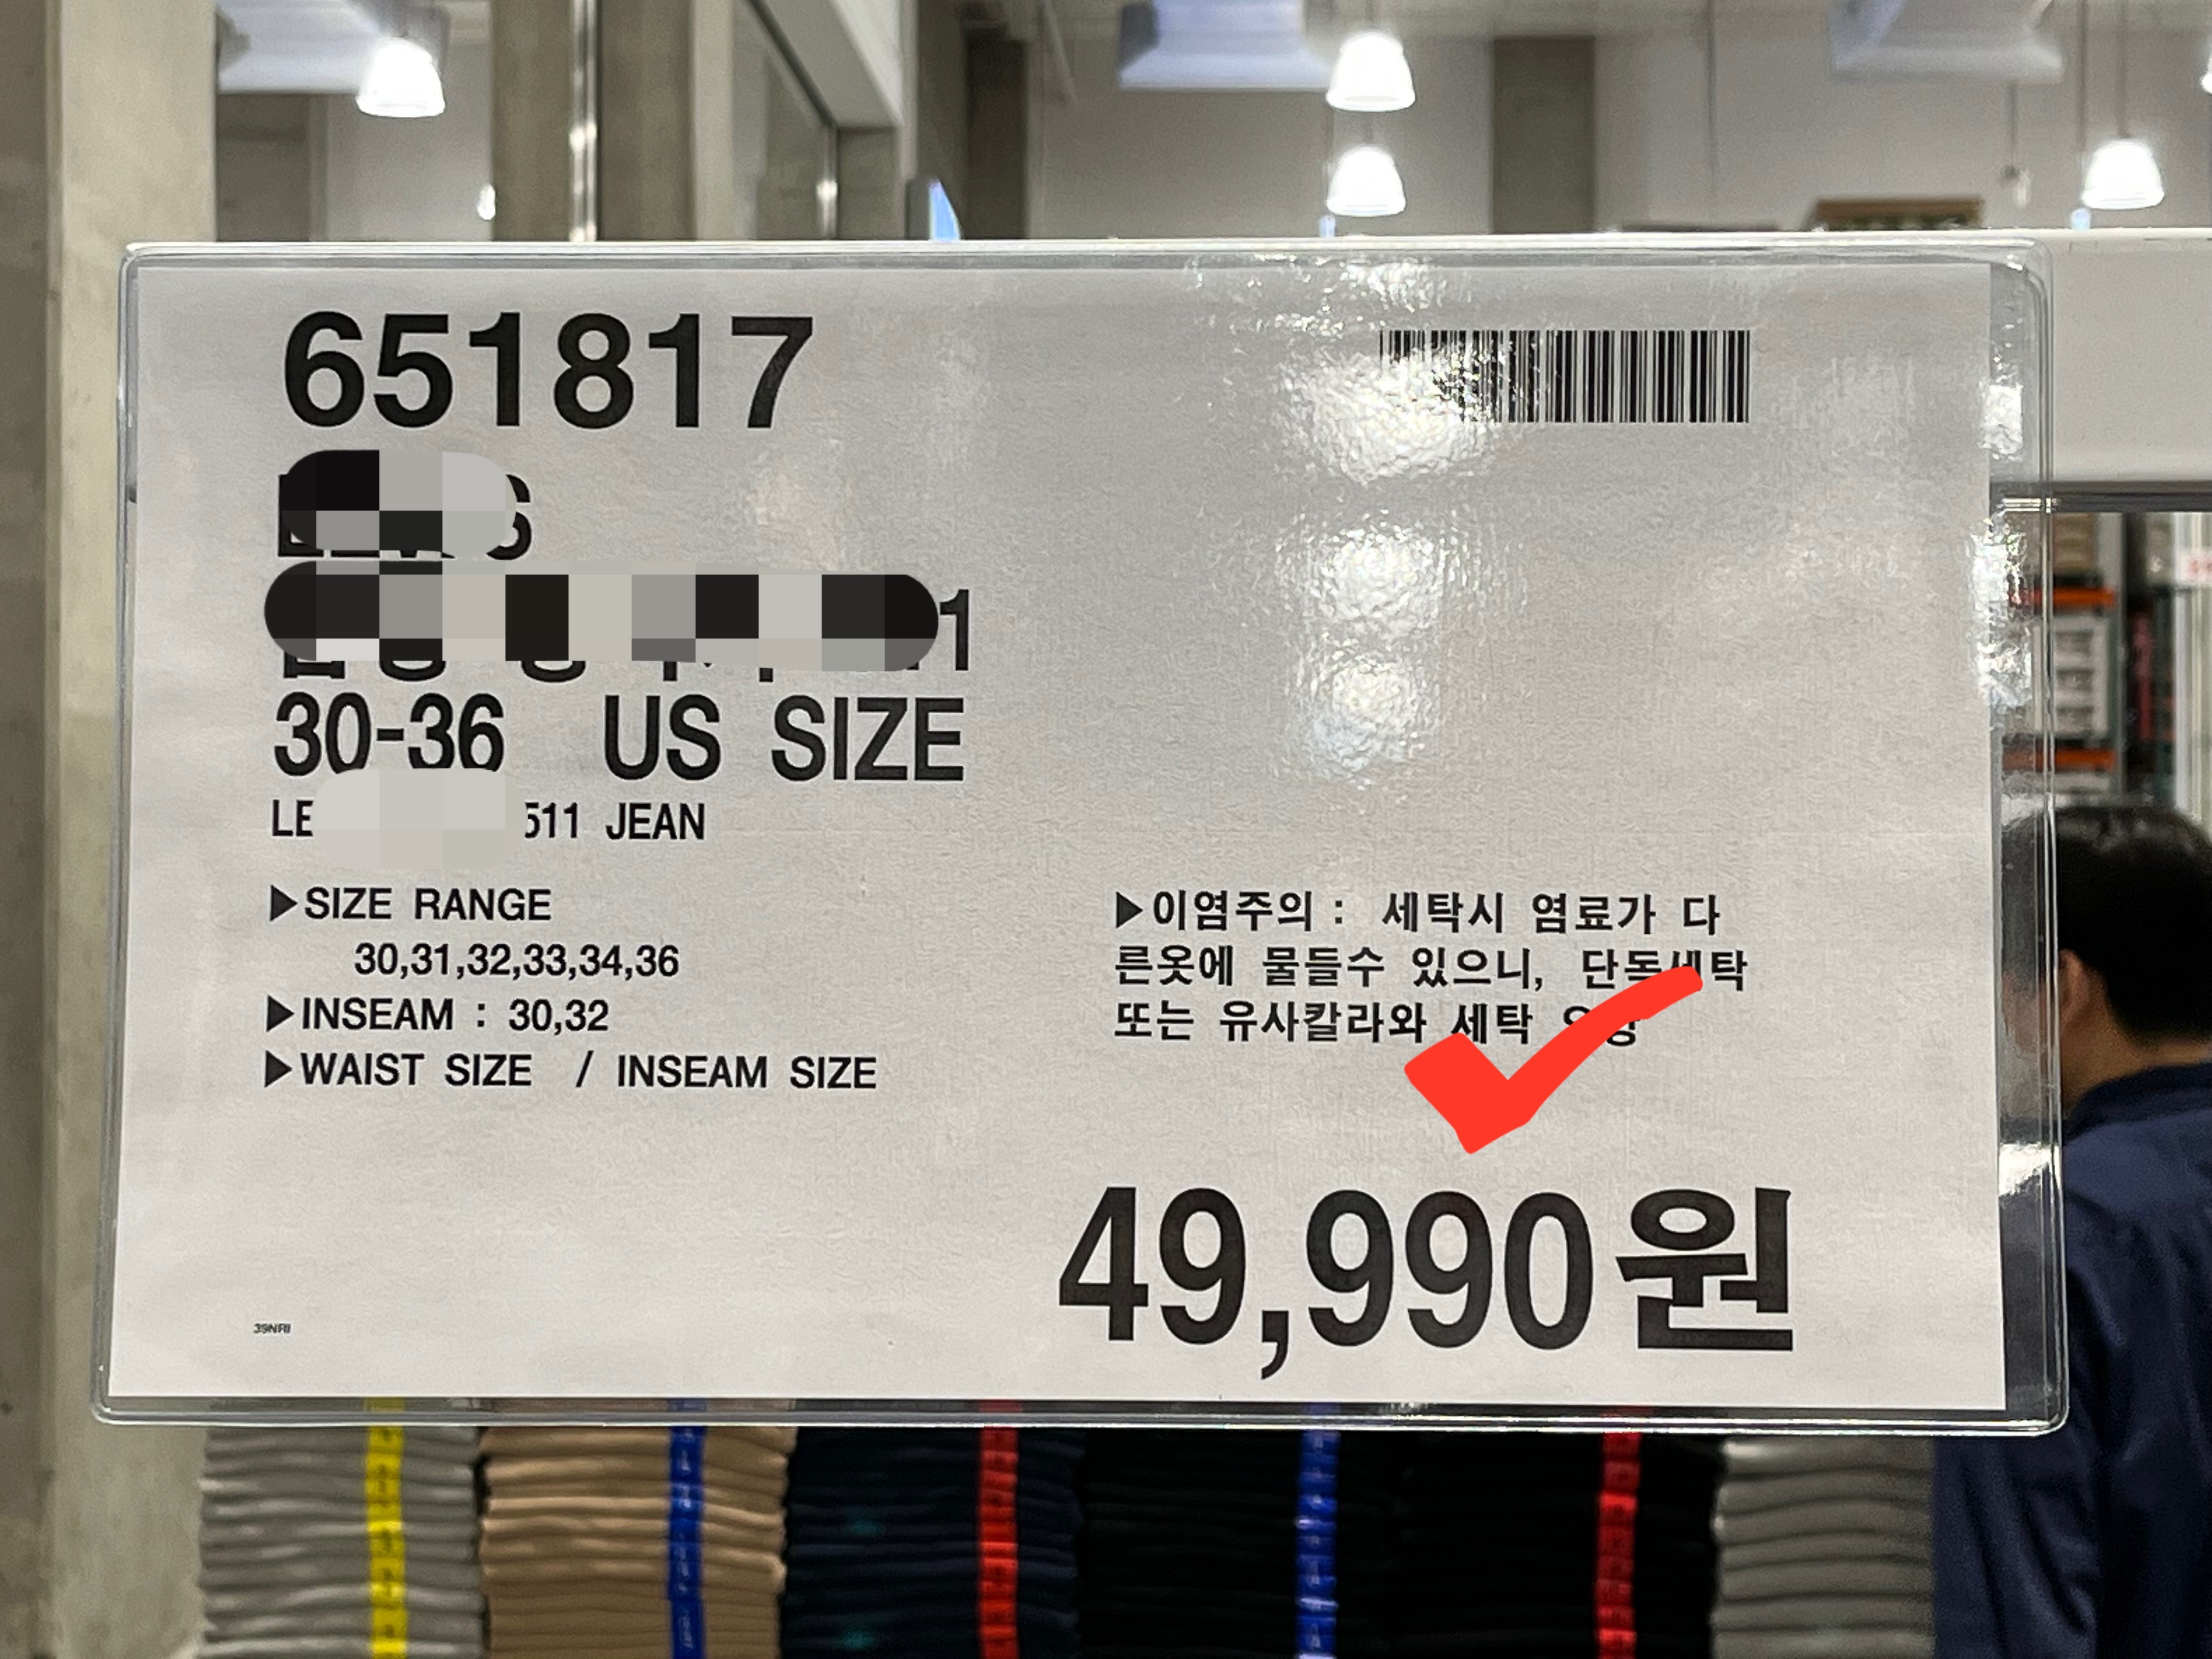 651817
30-36 US SIZE
511 JEAN
▶SIZE RANGE
30,31,32,33,34,36
▶INSEAM : 30,32
▶WAIST SIZE / INSEAM SIZE
▶이염주의 : 세탁시 염료가 다
른옷에 물들수 있으니, 단독세탁
또는 유사칼라와 세탁
49,990원